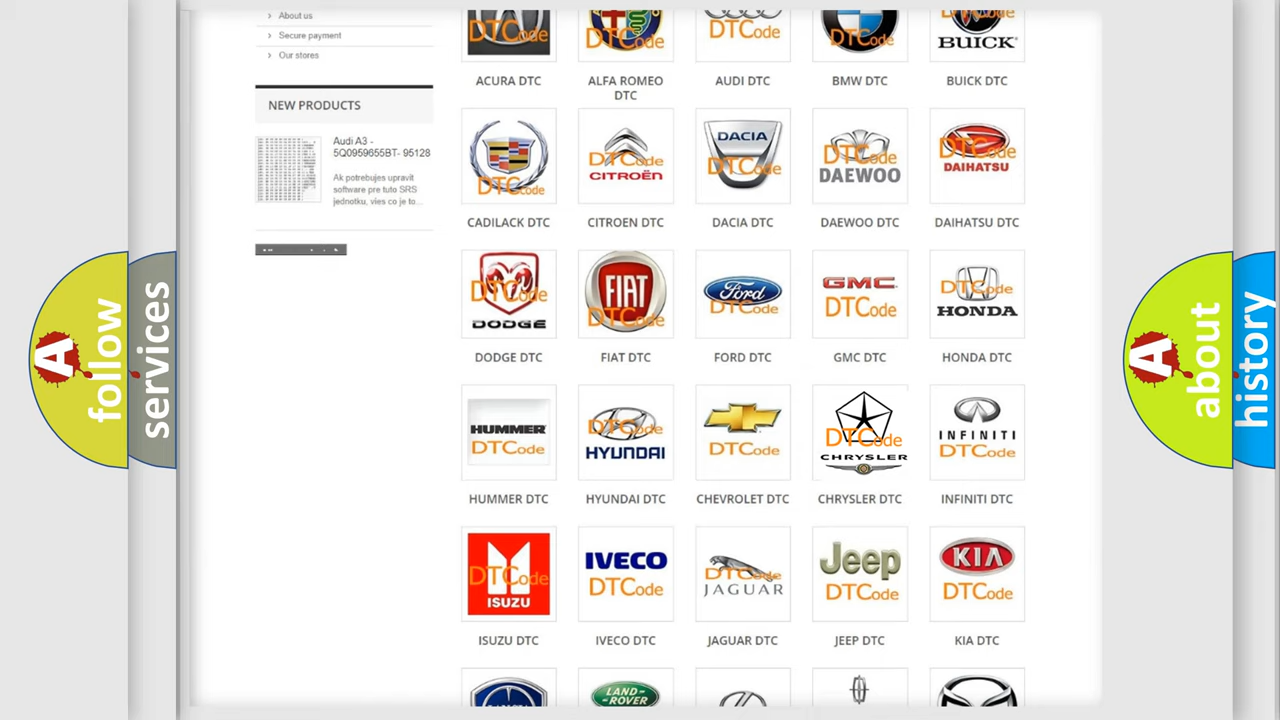 About us
Secure payment
Our stores
NEW PRODUCTS
Audi A3 -
5Q0959655BT- 95128
Ak potrebujes upravit
software pre tuto SRS
jednotku, vies co je to...
follow
services
about
history
A
A
DTCode
DTCode
DTCode
DTCode
BUICK
ACURA DTC
ALFA ROMEO
DTC
AUDI DTC
BMW DTC
BUICK DTC
DTCode
DTCode
CITROËN
DACIA
DTCode
DTCode
DAEWOO
DTCode
DAIHATSU
CADILACK DTC
CITROEN DTC
DACIA DTC
DAEWOO DTC
DAIHATSU DTC
DTCode
DODGE
FIAT
DTCode
Ford
DTCode
GMC
DTCode
DTCode
HONDA
DODGE DTC
FIAT DTC
FORD DTC
GMC DTC
HONDA DTC
HUMMER
DTCode
DTCode
HYUNDAI
DTCode
DTCode
CHRYSLER
INFINITI
DTCode
HUMMER DTC
HYUNDAI DTC
CHEVROLET DTC
CHRYSLER DTC
INFINITI DTC
DTCode
ISUZU
IVECO
DTCode
DTCode
JAGUAR
Jeep
DTCode
KIA
DTCode
ISUZU DTC
IVECO DTC
JAGUAR DTC
JEEP DTC
KIA DTC
LAND-
ROVER